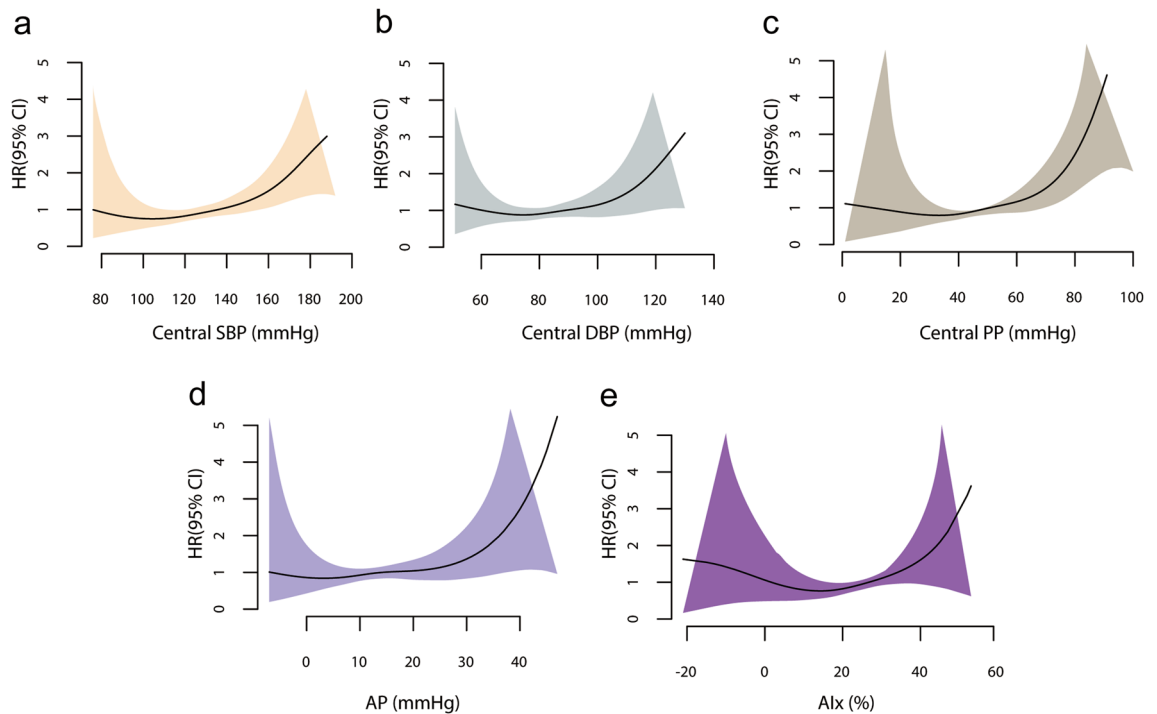 a
HR(95% CI)
0 1 2 3 4 5
80 100 120 140 160 180 200
Central SBP (mmHg)
b
HR(95% CI)
0 1 2 3 4 5
60 80 100 120 140
Central DBP (mmHg)
c
HR(95% CI)
0 1 2 3 4 5
0 20 40 60 80 100
Central PP (mmHg)
d
HR(95% CI)
0 1 2 3 4 5
0 10 20 30 40
AP (mmHg)
e
HR(95% CI)
0 1 2 3 4 5
-20 0 20 40 60
AIx (%)